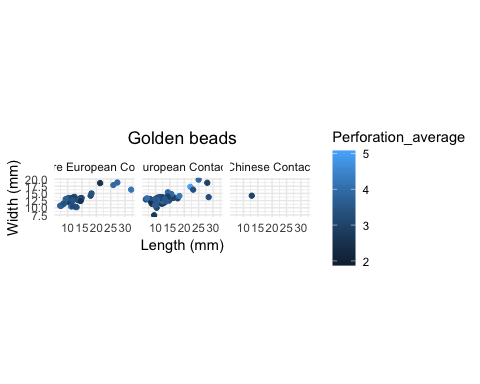 Golden beads
Perforation_average
re European Co
uropean Contac
Chinese Contac
5
4
3
2
20.0
17.5
15.0
12.5
10.0
7.5
Width (mm)
10 15 20 25 30
10 15 20 25 30
10 15 20 25 30
Length (mm)